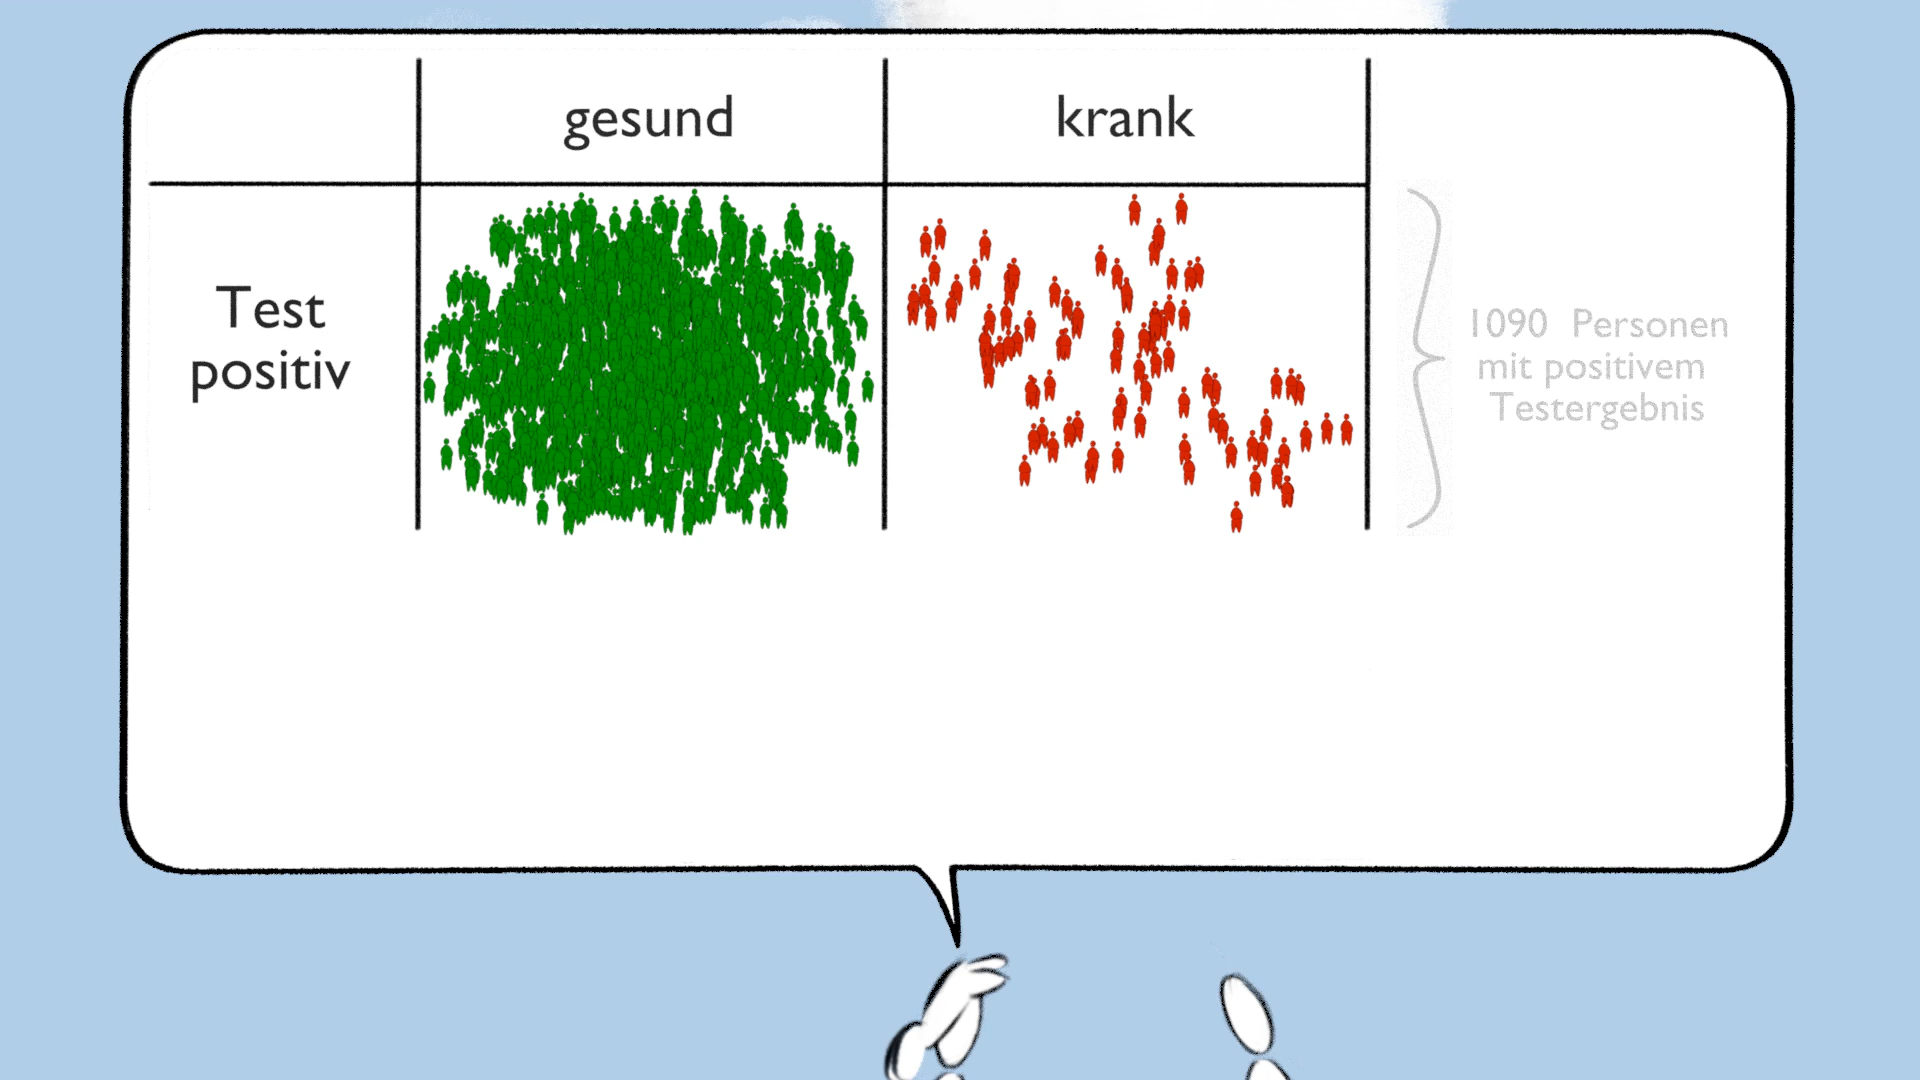 gesund
krank
Test
positiv
1090 Personen
mit positivem
Testergebnis